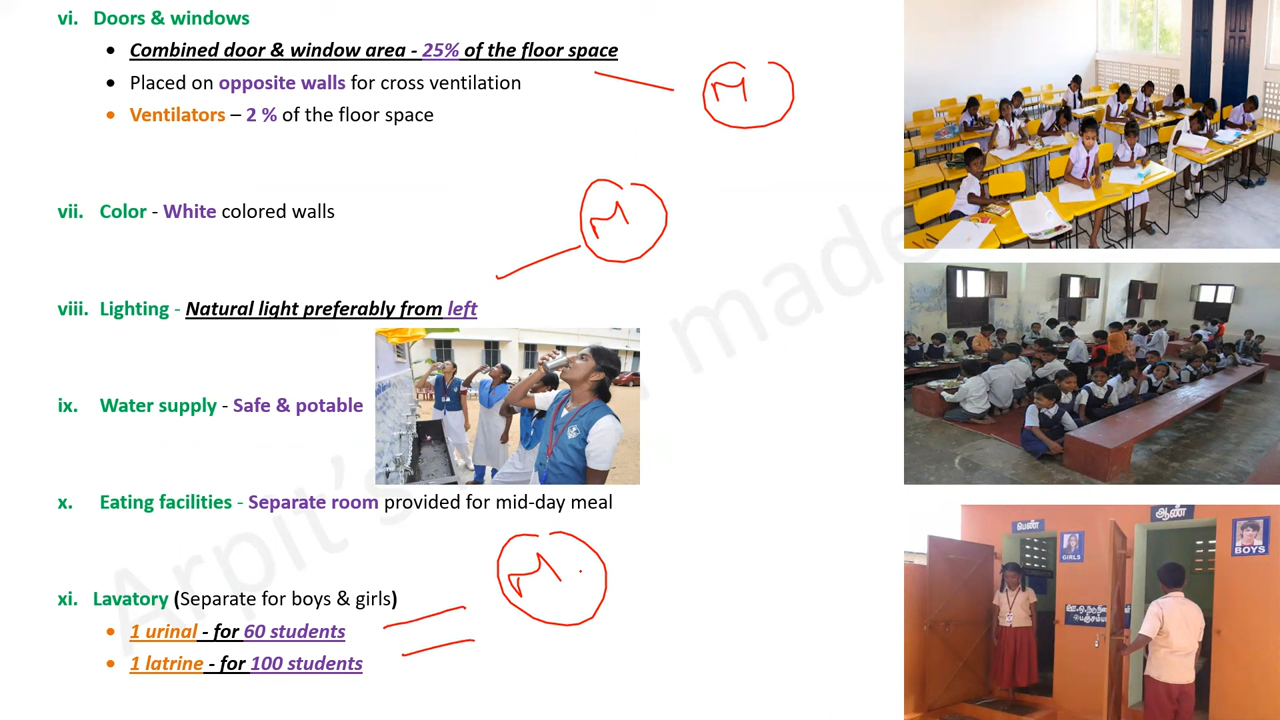 vi. Doors & windows
• Combined door & window area - 25% of the floor space
• Placed on opposite walls for cross ventilation
• Ventilators – 2 % of the floor space
M
vii. Color - White colored walls
M
viii. Lighting - Natural light preferably from left
ix. Water supply - Safe & potable
x. Eating facilities - Separate room provided for mid-day meal
M.
xi. Lavatory (Separate for boys & girls)
• 1 urinal - for 60 students
• 1 latrine - for 100 students
பெண்
ஆண்
GIRLS
BOYS
Arpit's
made